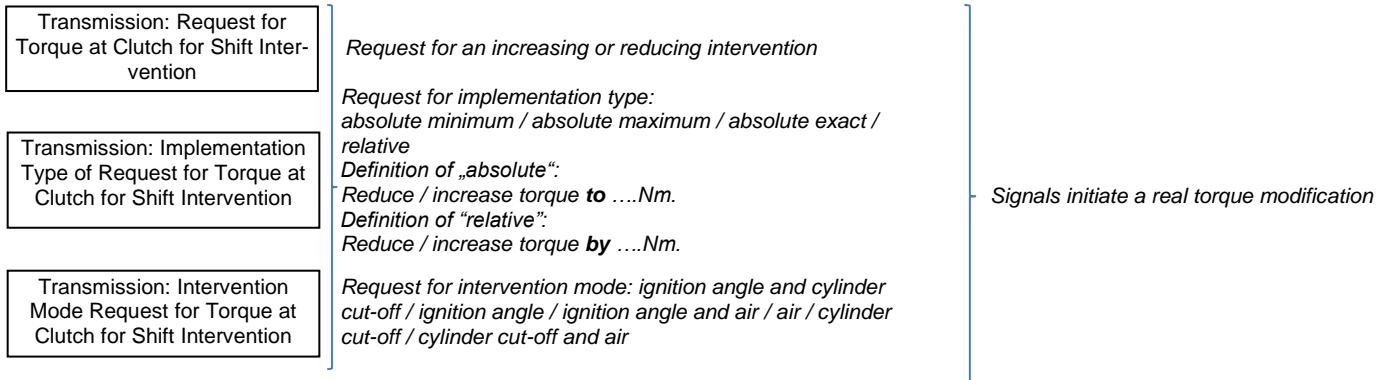 Transmission: Request for
Torque at Clutch for Shift Inter-
vention
Request for an increasing or reducing intervention
Transmission: Implementation
Type of Request for Torque at
Clutch for Shift Intervention
Request for implementation type:
absolute minimum / absolute maximum / absolute exact /
relative
Definition of „absolute“:
Reduce / increase torque to ….Nm.
Definition of “relative”:
Reduce / increase torque by ….Nm.
Transmission: Intervention
Mode Request for Torque at
Clutch for Shift Intervention
Request for intervention mode: ignition angle and cylinder
cut-off / ignition angle / ignition angle and air / air / cylinder
cut-off / cylinder cut-off and air
Signals initiate a real torque modification